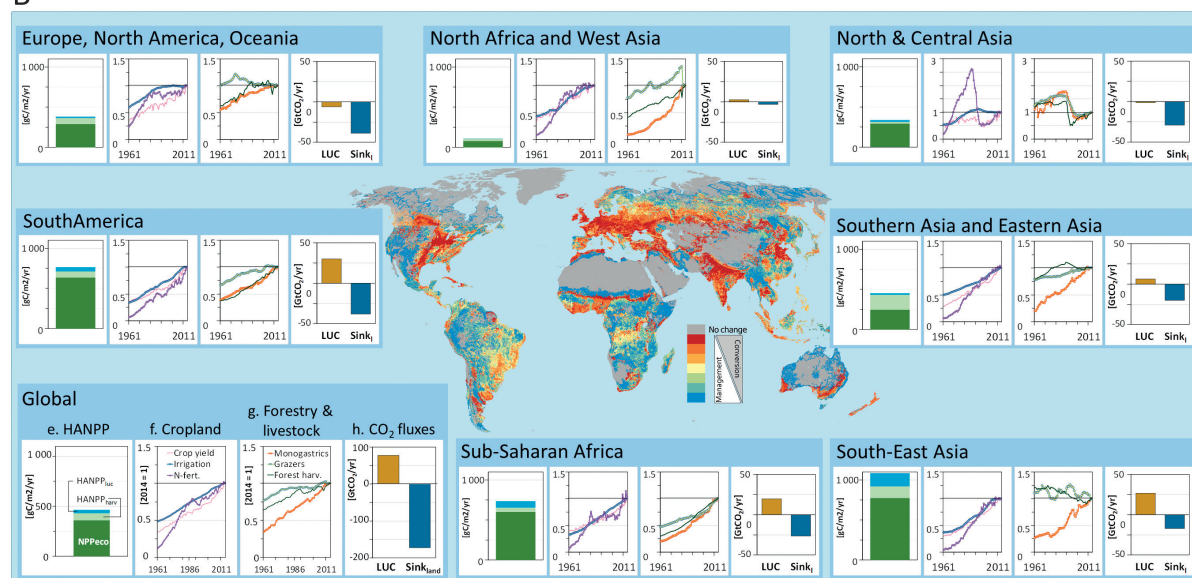 B
Europe, North America, Oceania
[gC/m2/yr]
1 000
0
1.5
0.5
0
1961 2011
1.5
0.5
0
1961 2011
[GtCO2/yr]
50
0
-50
LUC Sinkl
North Africa and West Asia
[gC/m2/yr]
1 000
0
1.5
0.5
0
1961 2011
1.5
0.5
0
1961 2011
[GtCO2/yr]
50
0
-50
LUC Sinkl
North & Central Asia
[gC/m2/yr]
1 000
0
3
2
1
1961 2011
3
2
1
1961 2011
[GtCO2/yr]
50
0
-50
LUC Sinkl
SouthAmerica
[gC/m2/yr]
1 000
0
1.5
0.5
0
1961 2011
1.5
0.5
0
1961 2011
[GtCO2/yr]
50
0
-50
LUC Sinkl
No change
Management
Conversion
Southern Asia and Eastern Asia
[gC/m2/yr]
1 000
0
1.5
0.5
0
1961 2011
1.5
0.5
0
1961 2011
[GtCO2/yr]
50
0
-50
LUC Sinkl
Global
e. HANPP
[gC/m2/yr]
1 000
500
0
HANPPluc
HANPPharv
NPPeco
f. Cropland
[2014 = 1]
1.5
1.0
0.5
0
Crop yield
Irrigation
N-fert.
1961 1986 2011
g. Forestry &
livestock
[2014 = 1]
1.5
1.0
0.5
0
Monogastrics
Grazers
Forest harv.
1961 1986 2011
h. CO2 fluxes
[GtCO2/yr]
100
0
-100
-200
LUC Sinkland
Sub-Saharan Africa
[gC/m2/yr]
1 000
0
1.5
0.5
0
1961 2011
1.5
0.5
0
1961 2011
[GtCO2/yr]
50
0
-50
LUC Sinkl
South-East Asia
[gC/m2/yr]
1 000
0
1.5
0.5
0
1961 2011
1.5
0.5
0
1961 2011
[GtCO2/yr]
50
0
-50
LUC Sinkl